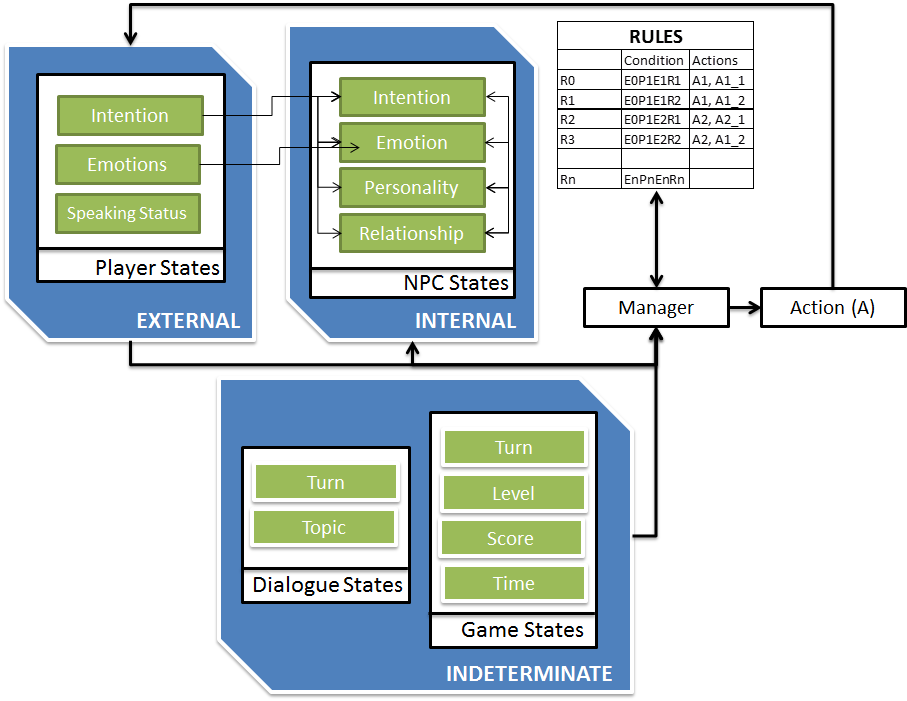 Intention
Emotions
Speaking Status
Player States
EXTERNAL
Intention
Emotion
Personality
Relationship
NPC States
INTERNAL
RULES
Condition Actions
R0 E0P1E1R1 A1, A1_1
R1 E0P1E1R2 A1, A1_2
R2 E0P1E2R1 A2, A2_1
R3 E0P1E2R2 A2, A1_2
Rn EnPnEnRn
Manager
Action (A)
Turn
Topic
Dialogue States
Turn
Level
Score
Time
Game States
INDETERMINATE